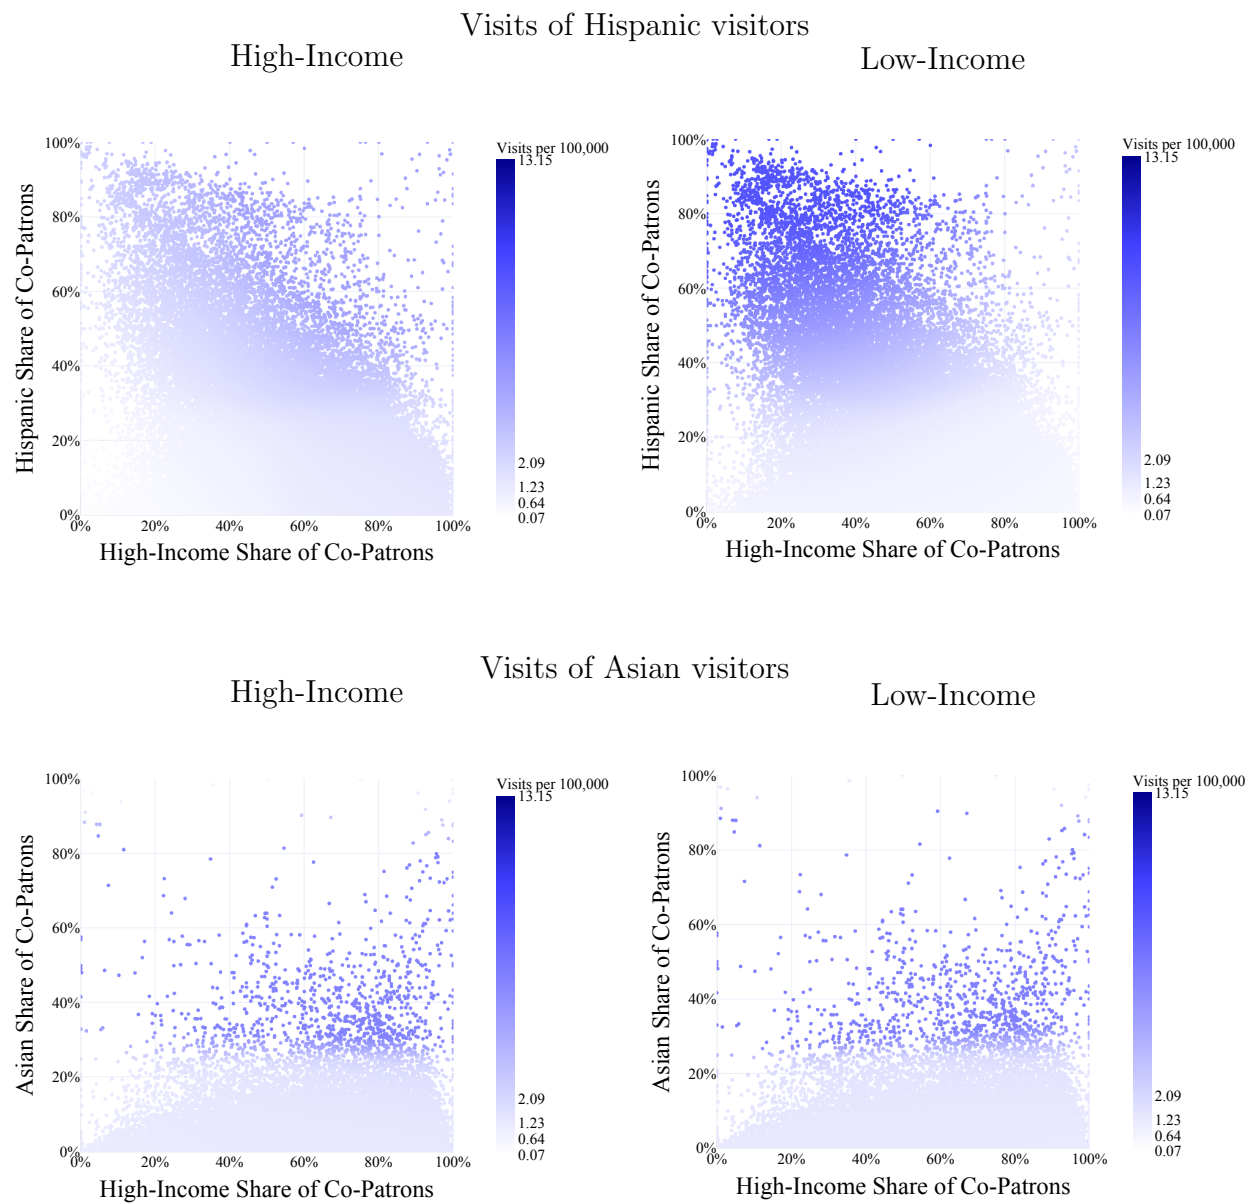 Visits of Hispanic visitors
High-Income
Low-Income
Hispanic Share of Co-Patrons
100%
80%
60%
40%
20%
0%
0% 20% 40% 60% 80% 100%
High-Income Share of Co-Patrons
Visits per 100,000
13.15
2.09
1.23
0.64
0.07
Hispanic Share of Co-Patrons
100%
80%
60%
40%
20%
0%
0% 20% 40% 60% 80% 100%
High-Income Share of Co-Patrons
Visits per 100,000
13.15
2.09
1.23
0.64
0.07
Visits of Asian visitors
High-Income
Low-Income
Asian Share of Co-Patrons
100%
80%
60%
40%
20%
0%
0% 20% 40% 60% 80% 100%
High-Income Share of Co-Patrons
Visits per 100,000
13.15
2.09
1.23
0.64
0.07
Asian Share of Co-Patrons
100%
80%
60%
40%
20%
0%
0% 20% 40% 60% 80% 100%
High-Income Share of Co-Patrons
Visits per 100,000
13.15
2.09
1.23
0.64
0.07